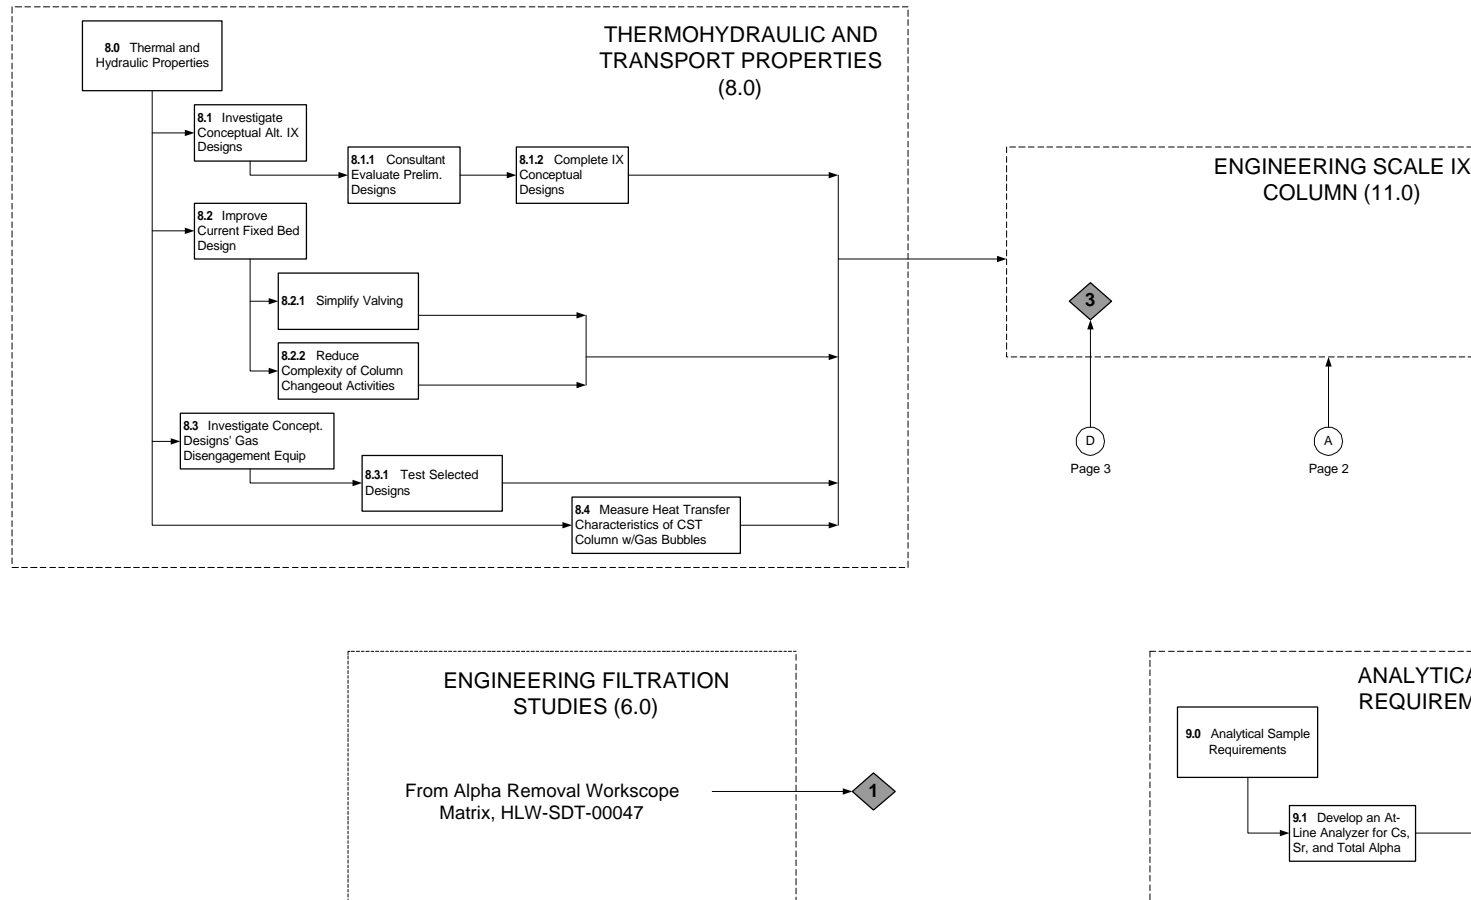 THERMOHYDRAULIC AND
TRANSPORT PROPERTIES
(8.0)
8.0 Thermal and
Hydraulic Properties
8.1 Investigate
Conceptual Alt. IX
Designs
8.1.1 Consultant
Evaluate Prelim.
Designs
8.1.2 Complete IX
Conceptual
Designs
8.2 Improve
Current Fixed Bed
Design
8.2.1 Simplify Valving
8.2.2 Reduce
Complexity of Column
Changeout Activities
8.3 Investigate Concept.
Designs' Gas
Disengagement Equip
8.3.1 Test Selected
Designs
8.4 Measure Heat Transfer
Characteristics of CST
Column w/Gas Bubbles
ENGINEERING SCALE IX
COLUMN (11.0)
3
D
Page 3
A
Page 2
ENGINEERING FILTRATION
STUDIES (6.0)
From Alpha Removal Workscope
Matrix, HLW-SDT-00047
1
ANALYTICA
REQUIREM
9.0 Analytical Sample
Requirements
9.1 Develop an At-
Line Analyzer for Cs,
Sr, and Total Alpha